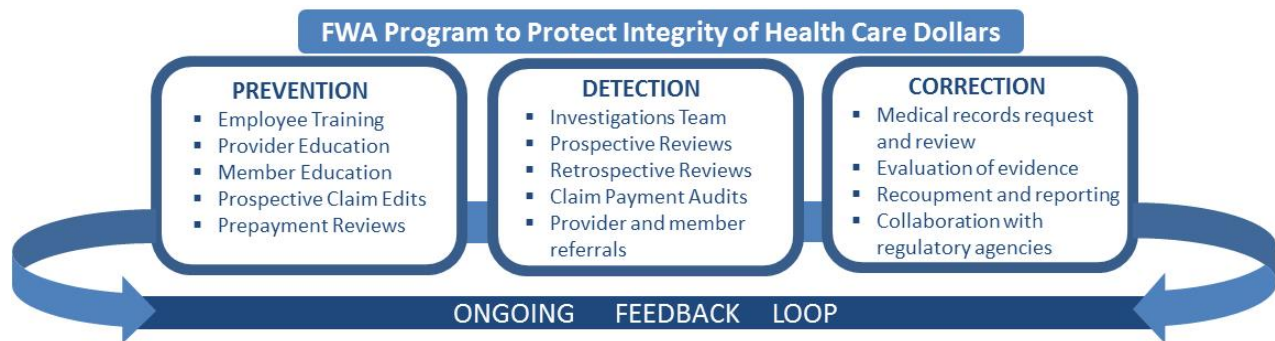 FWA Program to Protect Integrity of Health Care Dollars
PREVENTION
▪ Employee Training
▪ Provider Education
▪ Member Education
▪ Prospective Claim Edits
▪ Prepayment Reviews
DETECTION
▪ Investigations Team
▪ Prospective Reviews
▪ Retrospective Reviews
▪ Claim Payment Audits
▪ Provider and member
referrals
CORRECTION
▪ Medical records request
and review
▪ Evaluation of evidence
▪ Recoupment and reporting
▪ Collaboration with
regulatory agencies
ONGOING FEEDBACK LOOP